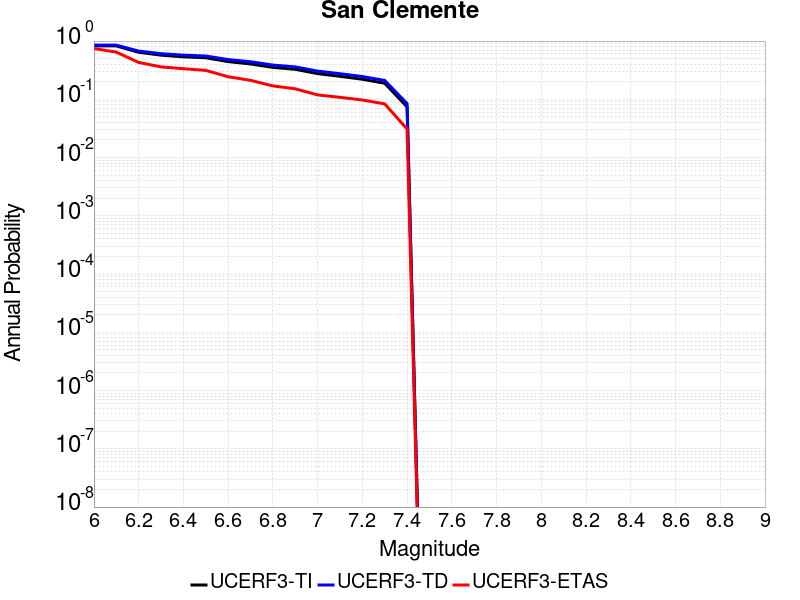 San Clemente
10^0
10^-1
10^-2
10^-3
10^-4
10^-5
10^-6
10^-7
10^-8
Annual Probability
6 6.2 6.4 6.6 6.8 7 7.2 7.4 7.6 7.8 8 8.2 8.4 8.6 8.8 9
Magnitude
UCERF3-TI UCERF3-TD UCERF3-ETAS